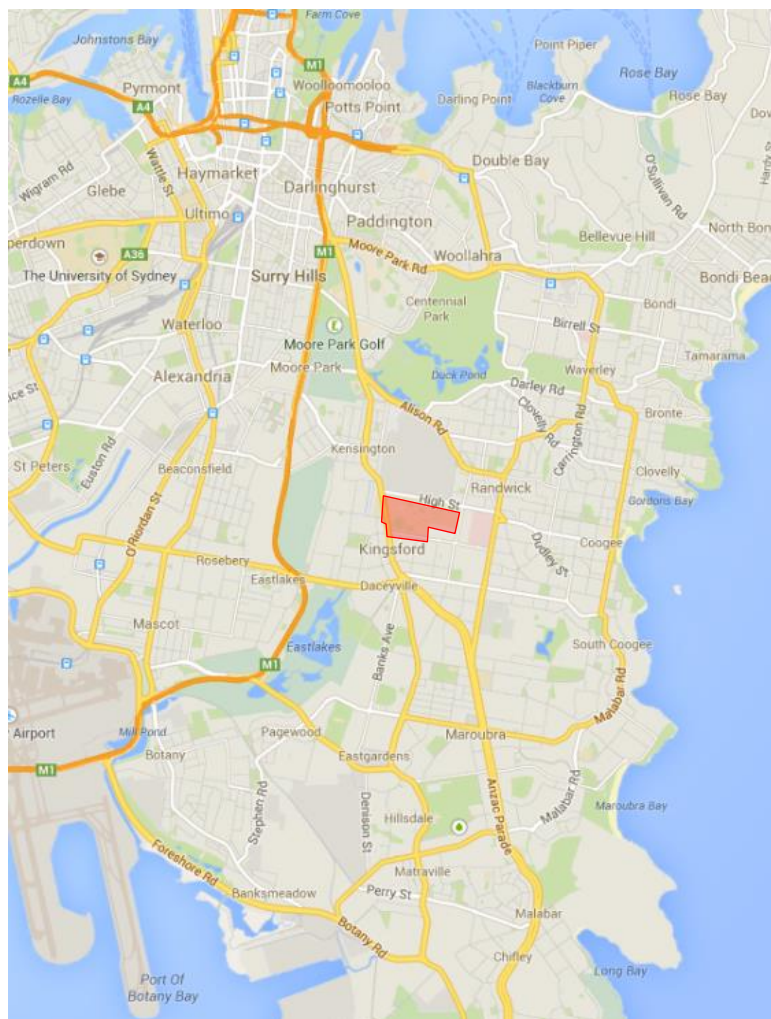 Farm Cove
Johnstons Bay
Point Piper
M1
Rose Bay
A4
Pyrmont
Woolloomooloo
Potts Point
Blackburn
Cove
Rozelle Bay
A4
Darling Point
Rose Bay
Wattle St
Double Bay
Wigram Rd
Haymarket
O'Sullivan Rd
Hardy St
Glebe
Darlinghurst
Ultimo
Paddington
North Bon
perdown
Bellevue Hill
A36
M1
Moore Park Rd
Woollahra
The University of Sydney
Surry Hills
Bondi Bea
Centennial
Park
Bondi
Waterloo
Birrell St
Moore Park Golf
Tamarama
Moore Park
Duck Pond
Waverley
Alexandria
Darley Rd
Alison Rd
Clovelly Rd
Carrington Rd
Bronte
Euston Rd
Kensington
St Peters
Beaconsfield
Clovelly
Randwick
High St
Gordons Bay
O'Riordan St
Dudley St
Coogee
Kingsford
Rosebery
Eastlakes
Daceyville
Mascot
Eastlakes
Banks Ave
South Coogee
M1
Malabar Rd
Mill Pond
Airport
Pagewood
Maroubra
Botany
Eastgardens
M1
Anzac Parade
Malabar Rd
Stephen Rd
Denison St
Maroubra Bay
Hillsdale
Foreshore Rd
Matraville
Banksmeadow
Perry St
Malabar
Botany Rd
Chifley
Port Of
Botany Bay
Long Bay